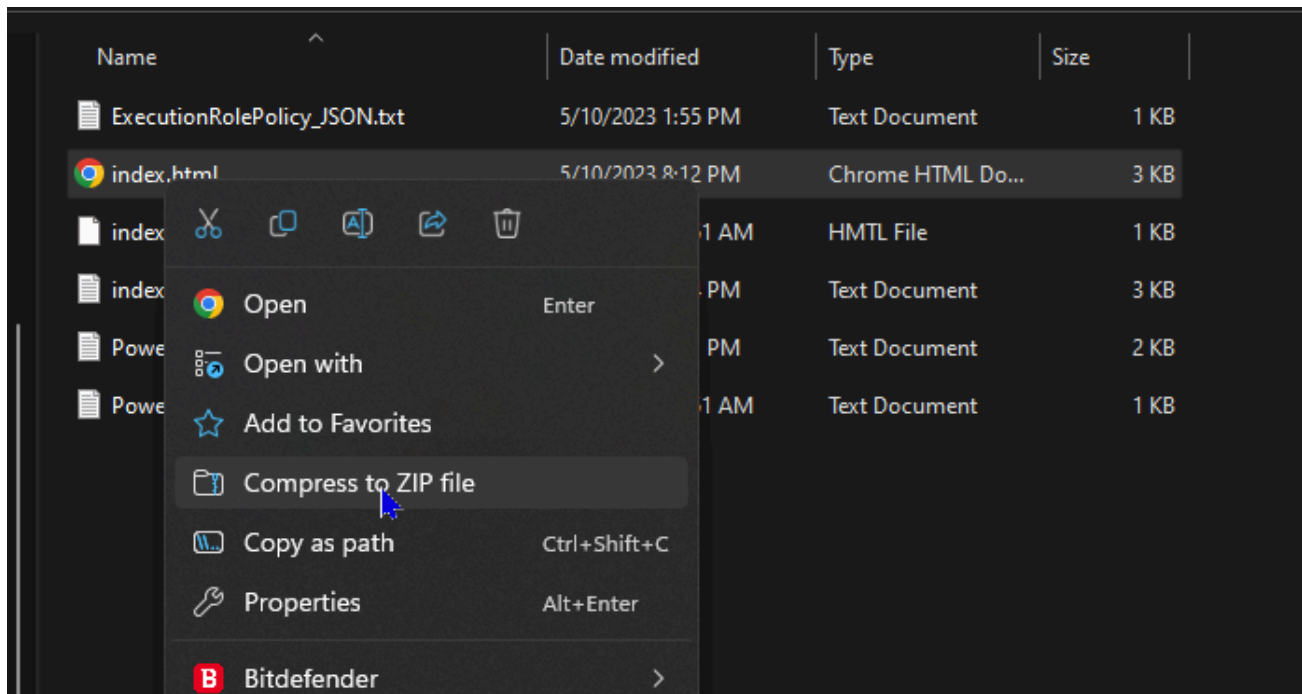 Name Date modified Type Size
ExecutionRolePolicy_JSON.txt 5/10/2023 1:55 PM Text Document 1 KB
index.html 5/10/2023 8:12 PM Chrome HTML Do... 3 KB
index 1 AM HMTL File 1 KB
index PM Text Document 3 KB
Powe PM Text Document 2 KB
Powe 1 AM Text Document 1 KB
Open Enter
Open with
Add to Favorites
Compress to ZIP file
Copy as path Ctrl+Shift+C
Properties Alt+Enter
B Bitdefender